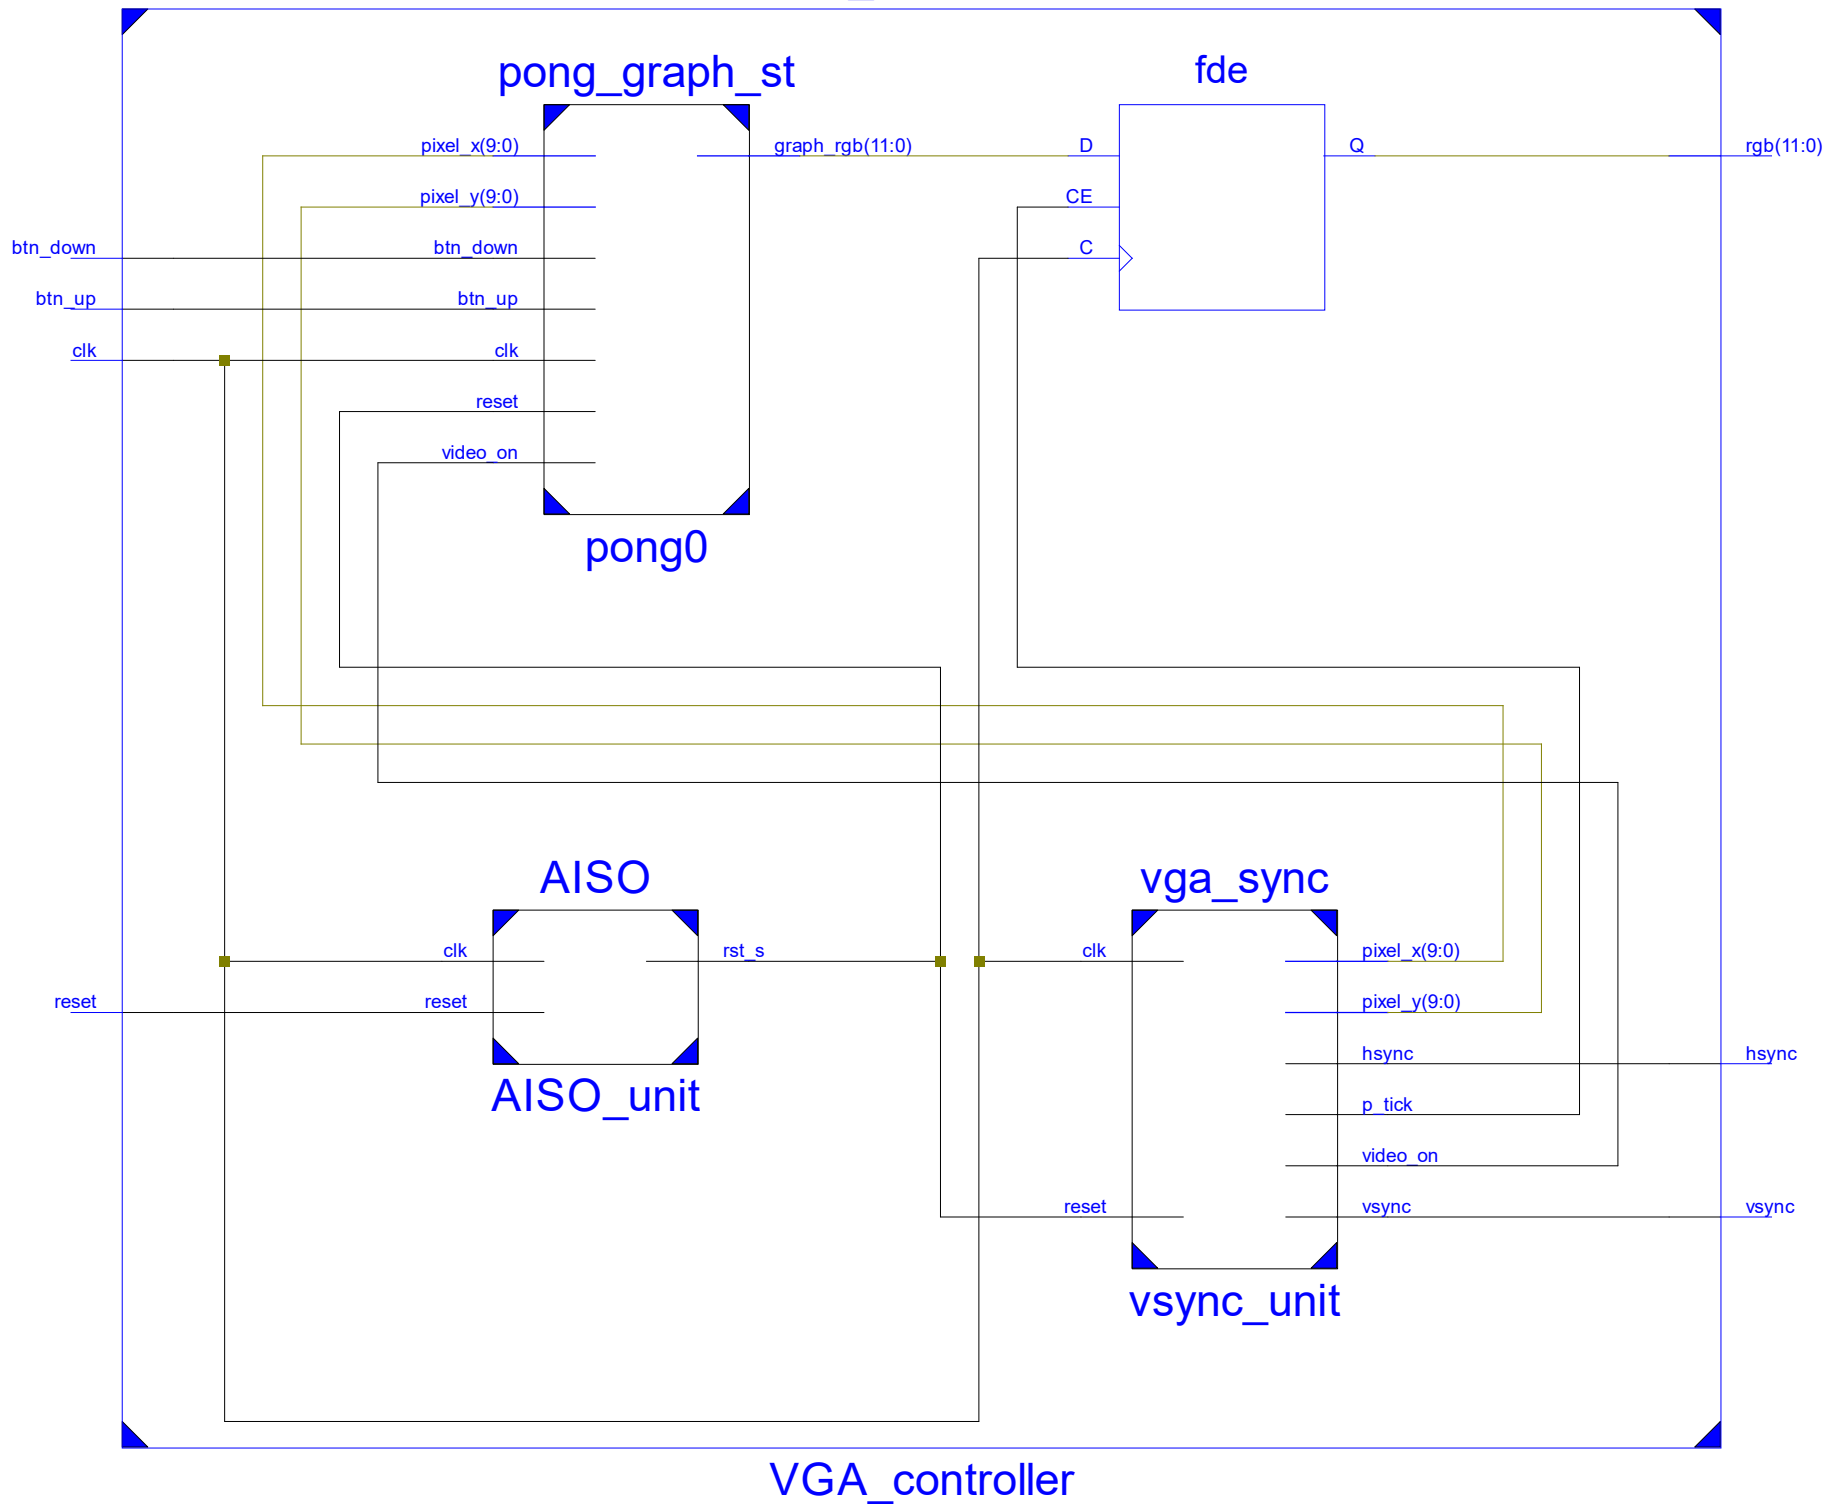 pong_graph_st
fde
pixel_x(9:0)
graph_rgb(11:0)
D
Q
rgb(11:0)
pixel_y(9:0)
CE
btn_down
btn_down
C
btn_up
btn_up
clk
clk
reset
video_on
pong0
AISO
vga_sync
clk
rst_s
clk
pixel_x(9:0)
reset
reset
pixel_y(9:0)
hsync
hsync
AISO_unit
p_tick
video_on
reset
vsync
vsync
vsync_unit
VGA_controller